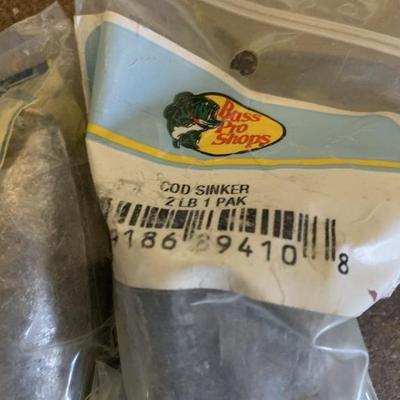 Bass
Pro
Shops
COD SINKER
2 LB 1 PAK
186 89410 8